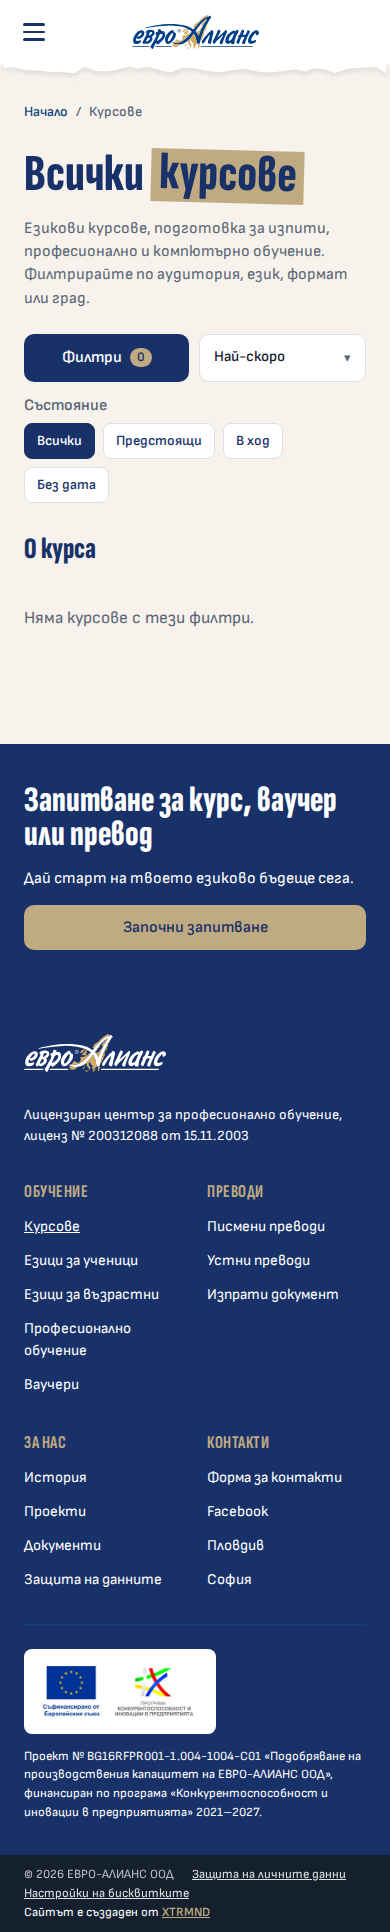 евроАлианс
Начало / Курсове
Всички курсове
Езикови курсове, подготовка за изпити,
професионално и компютърно обучение.
Филтрирайте по аудитория, език, формат
или град.
Филтри 0
Най-скоро ▾
Състояние
Всички
Предстоящи
В ход
Без дата
0 курса
Няма курсове с тези филтри.
Запитване за курс, ваучер
или превод
Дай старт на твоето езиково бъдеще сега.
Започни запитване
евроАлианс
Лицензиран център за професионално обучение,
лиценз № 200312088 от 15.11.2003
ОБУЧЕНИЕ
Курсове
Езици за ученици
Езици за възрастни
Професионално
обучение
Ваучери
ПРЕВОДИ
Писмени преводи
Устни преводи
Изпрати документ
ЗА НАС
История
Проекти
Документи
Защита на данните
КОНТАКТИ
Форма за контакти
Facebook
Пловдив
София
Съфинансирано от
Европейския съюз
ПРОГРАМА
КОНКУРЕНТОСПОСОБНОСТ И
ИНОВАЦИИ В ПРЕДПРИЯТИЯТА
Проект № BG16RFPR001-1.004-1004-C01 «Подобряване на
производствения капацитет на ЕВРО-АЛИАНС ООД»,
финансиран по програма «Конкурентоспособност и
иновации в предприятията» 2021–2027.
© 2026 ЕВРО-АЛИАНС ООД Защита на личните данни
Настройки на бисквитките
Сайтът е създаден от XTRMND